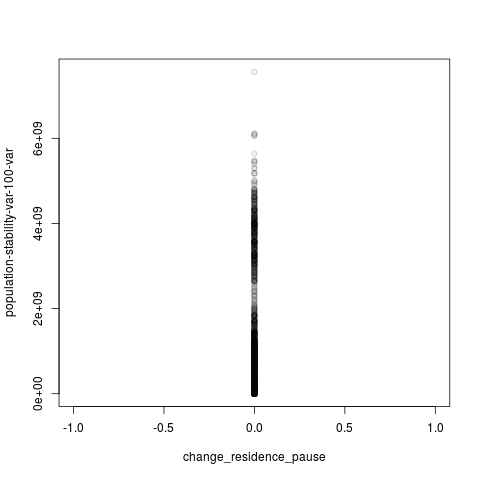 population-stability-var-100-var
6e+09
4e+09
2e+09
0e+00
-1.0 -0.5 0.0 0.5 1.0
change_residence_pause